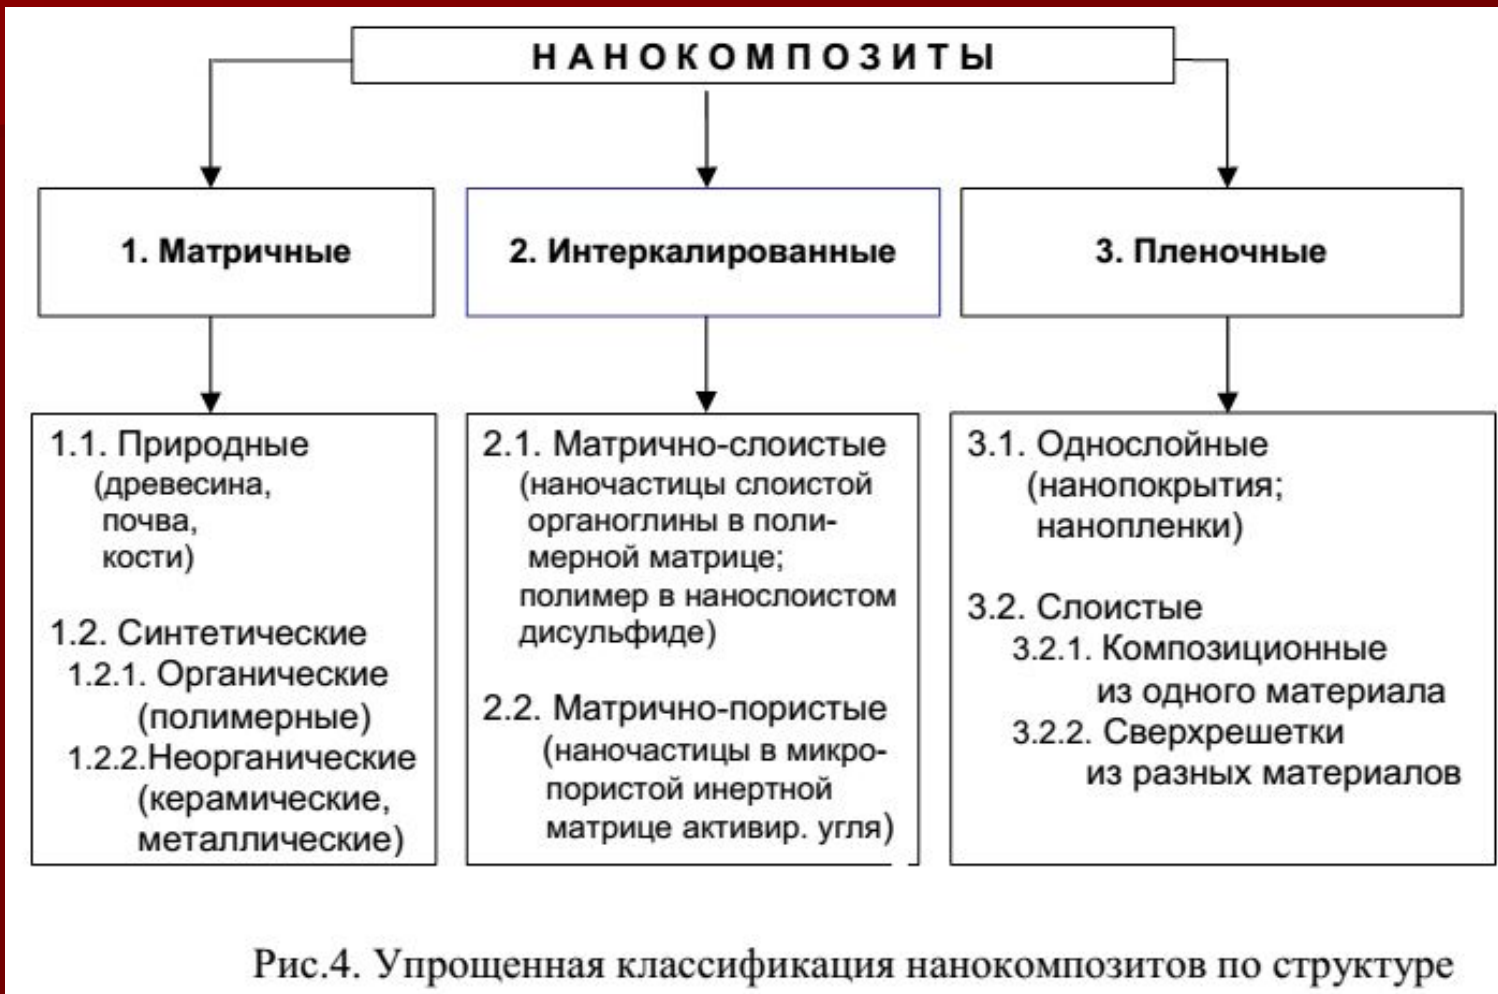 НАНОКОМПОЗИТЫ
1. Матричные
2. Интеркалированные
3. Пленочные
1.1. Природные
(древесина,
почва,
кости)
1.2. Синтетические
1.2.1. Органические
(полимерные)
1.2.2.Неорганические
(керамические,
металлические)
2.1. Матрично-слоистые
(наночастицы слоистой
органоглины в поли-
мерной матрице;
полимер в нанослоистом
дисульфиде)
2.2. Матрично-пористые
(наночастицы в микро-
пористой инертной
матрице активир. угля)
3.1. Однослойные
(нанопокрытия;
нанопленки)
3.2. Слоистые
3.2.1. Композиционные
из одного материала
3.2.2. Сверхрешетки
из разных материалов
Рис.4. Упрощенная классификация нанокомпозитов по структуре